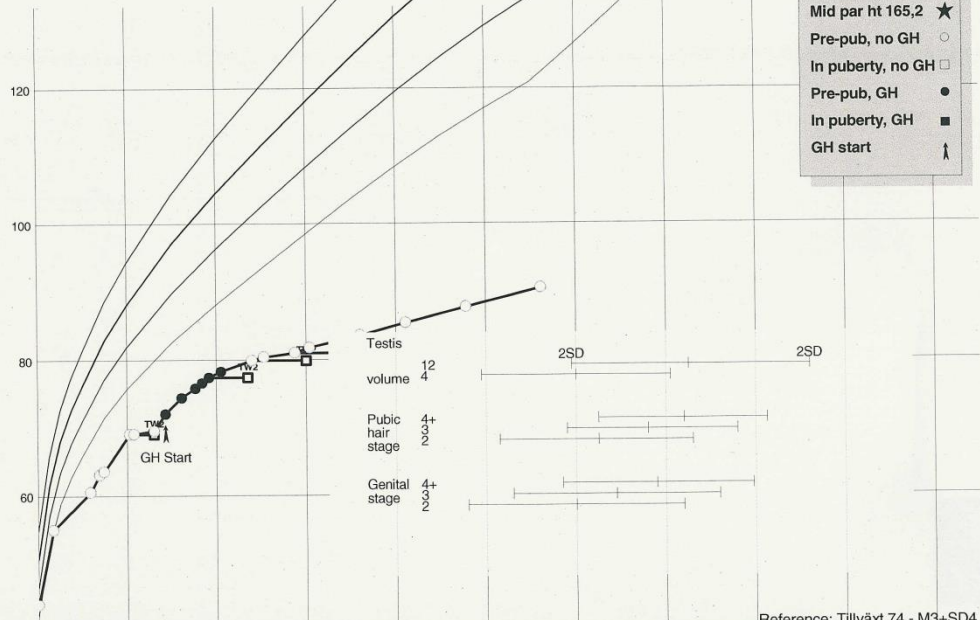 Mid par ht 165,2
Pre-pub, no GH
In puberty, no GH
Pre-pub, GH
In puberty, GH
GH start
120
100
80
60
TW2
GH Start
Testis
volume
12
4
2SD
2SD
Pubic
hair
stage
4+
3
2
Genital
stage
4+
3
2
Reference: Tillväxt 74 - M3+SD4